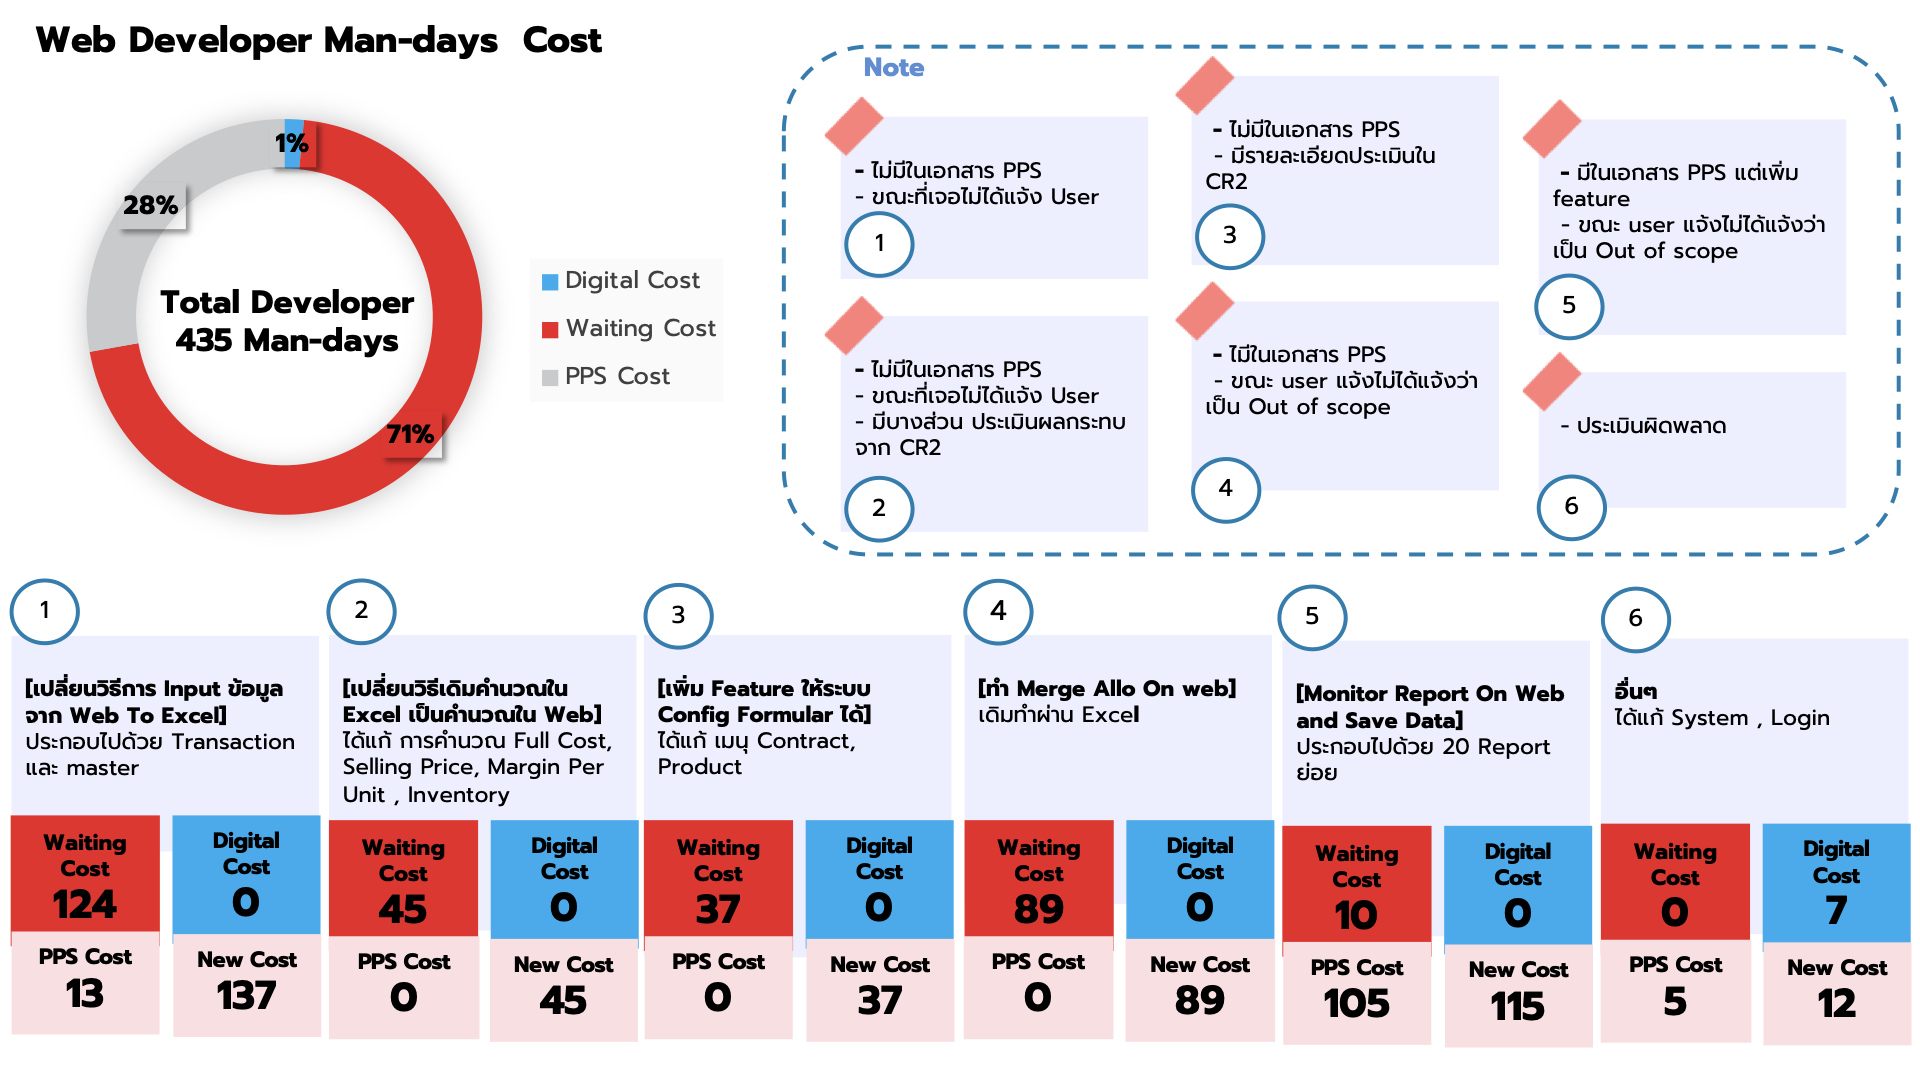 Web Developer Man-days  Cost
1%
28%
71%
Total Developer
435 Man-days
Digital Cost
Waiting Cost
PPS Cost
Note
- ไม่มีในเอกสาร PPS
- ขณะที่เจอไม่ได้แจ้ง User
1
- ไม่มีในเอกสาร PPS
- ขณะที่เจอไม่ได้แจ้ง User
- มีบางส่วน ประเมินผลกระทบ
จาก CR2
2
- ไม่มีในเอกสาร PPS
- มีรายละเอียดประเมินใน
CR2
3
- ไม่มีในเอกสาร PPS
- ขณะ user แจ้งไม่ได้แจ้งว่า
เป็น Out of scope
4
- มีในเอกสาร PPS แต่เพิ่ม
feature
- ขณะ user แจ้งไม่ได้แจ้งว่า
เป็น Out of scope
5
- ประเมินผิดพลาด
6
1
[เปลี่ยนวิธีการ Input ข้อมูล
จาก Web To Excel]
ประกอบไปด้วย Transaction
และ master
Waiting
Cost
124
Digital
Cost
0
PPS Cost
13
New Cost
137
2
[เปลี่ยนวิธีเดิมคำนวณใน
Excel เป็นคำนวณใน Web]
ได้แก่ การคำนวณ Full Cost,
Selling Price, Margin Per
Unit , Inventory
Waiting
Cost
45
Digital
Cost
0
PPS Cost
0
New Cost
45
3
[เพิ่ม Feature ให้ระบบ
Config Formular ได้]
ได้แก่ เมนุ Contract,
Product
Waiting
Cost
37
Digital
Cost
0
PPS Cost
0
New Cost
37
4
[ทำ Merge Allo On web]
เดิมทำผ่าน Excel
Waiting
Cost
89
Digital
Cost
0
PPS Cost
0
New Cost
89
5
[Monitor Report On Web
and Save Data]
ประกอบไปด้วย 20 Report
ย่อย
Waiting
Cost
10
Digital
Cost
0
PPS Cost
105
New Cost
115
6
อื่นๆ
ได้แก้ System , Login
Waiting
Cost
0
Digital
Cost
7
PPS Cost
5
New Cost
12